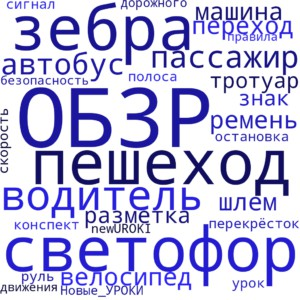 сигнал
дорожного
зебра
машина
переход
правила
автобус
пассажир
безопасность
полоса
тротуар
ОБЗР
знак
ремень
остановка
скорость
пешеход
водитель
шлем
разметка
конспект
newUROKI
перекрёсток
светофор
руль
велосипед
урок
движения
Новые_УРОКИ